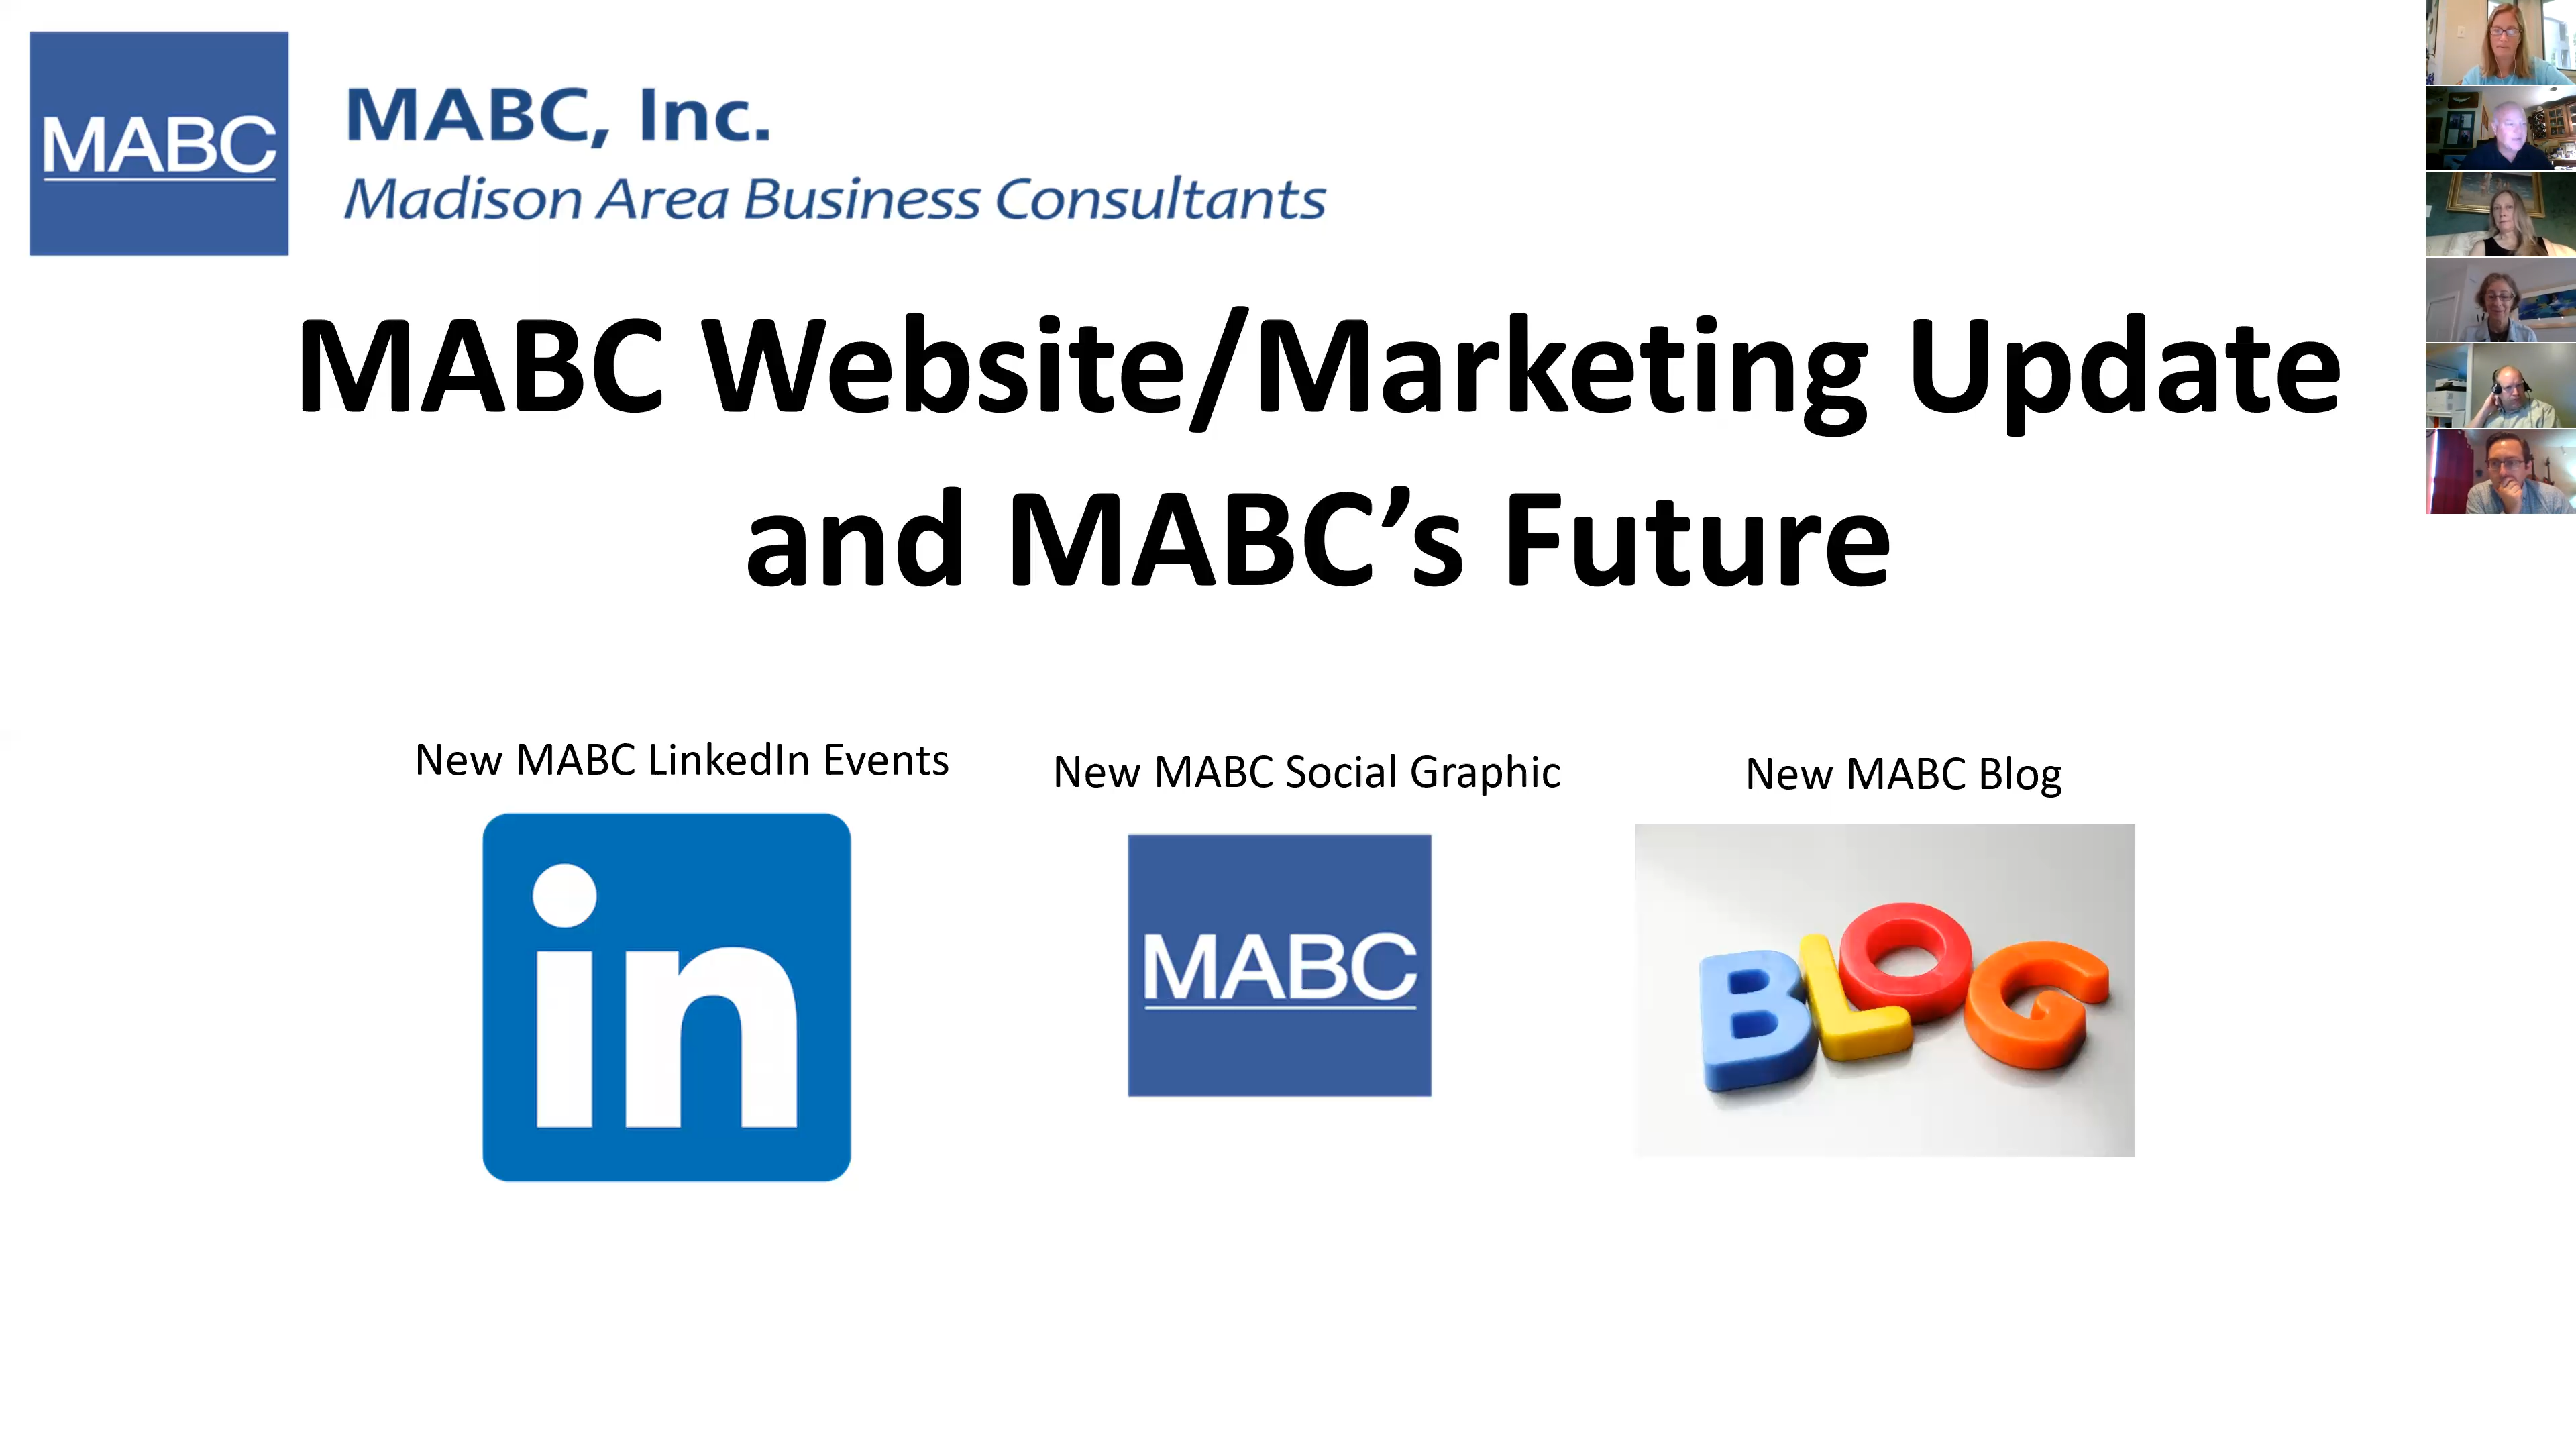 MABC
MABC, Inc.
Madison Area Business Consultants
MABC Website/Marketing Update
and MABC’s Future
New MABC LinkedIn Events
New MABC Social Graphic
New MABC Blog
in
MABC
BLOG